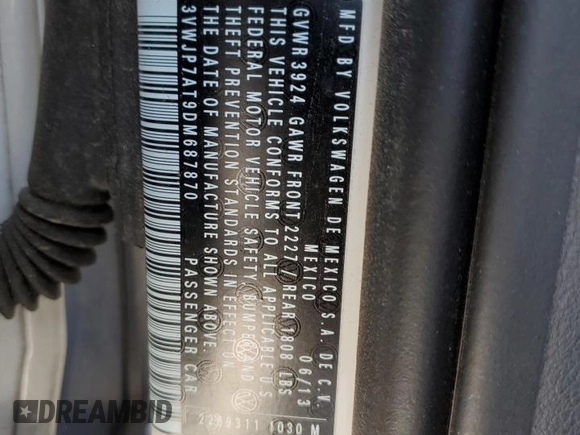 MFD BY VOLKSWAGEN DE MEXICO S.A. DE C.V.
MEXICO 06/13
GVWR 3924 GAWR FRONT 2227 REAR 1808 LBS
THIS VEHICLE CONFORMS TO ALL APPLICABLE U.S.
FEDERAL MOTOR VEHICLE SAFETY, BUMPER AND
THEFT PREVENTION STANDARDS IN EFFECT ON
THE DATE OF MANUFACTURE SHOWN ABOVE
3VWJP7AT9DM687870 PASSENGER CAR
1030 M
DREAMBID